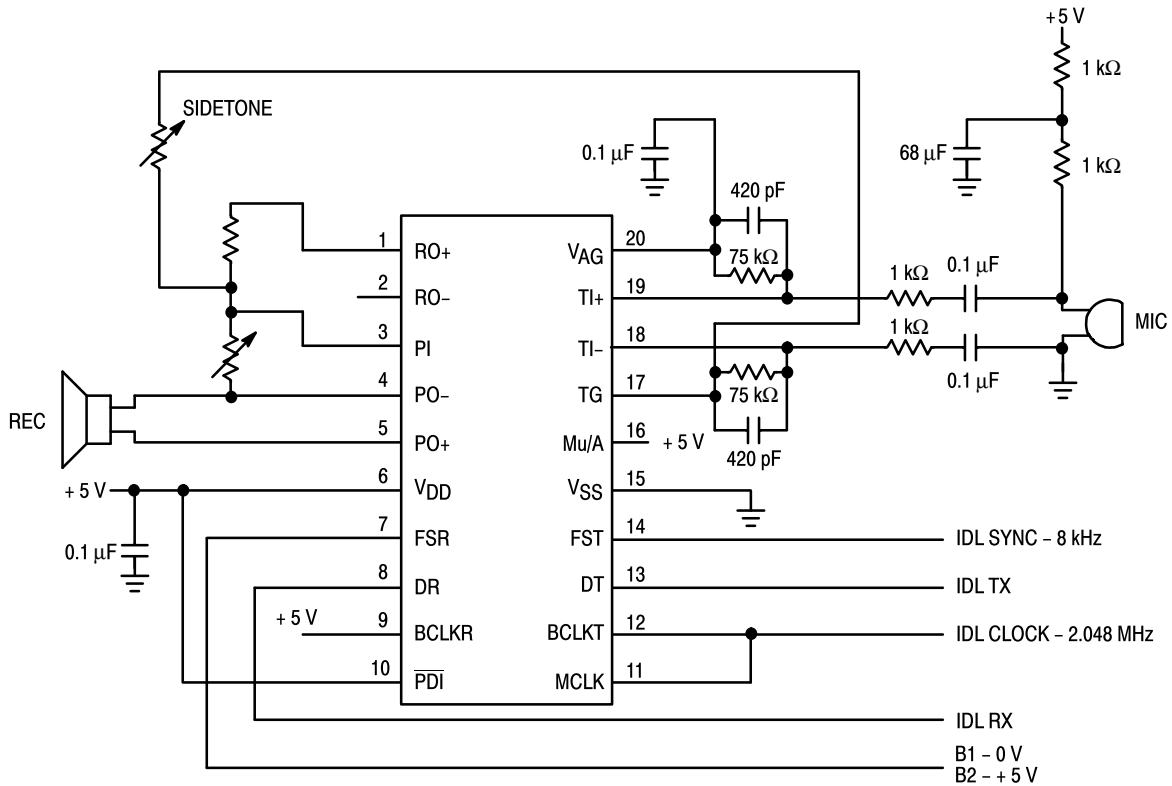 + 5 V
1 kΩ
SIDETONE
0.1 µF
68 µF
1 kΩ
420 pF
1 RO+
VAG 20
75 kΩ
1 kΩ
0.1 µF
2 RO–
TI+ 19
MIC
3 PI
TI– 18
1 kΩ
0.1 µF
4 PO–
TG 17
75 kΩ
REC
5 PO+
Mu/A 16
+ 5 V
420 pF
+ 5 V
6 VDD
VSS 15
7 FSR
FST 14
IDL SYNC – 8 kHz
0.1 µF
8 DR
DT 13
IDL TX
+ 5 V
9 BCLKR
BCLKT 12
IDL CLOCK – 2.048 MHz
10 PDI
MCLK 11
IDL RX
B1 – 0 V
B2 – + 5 V